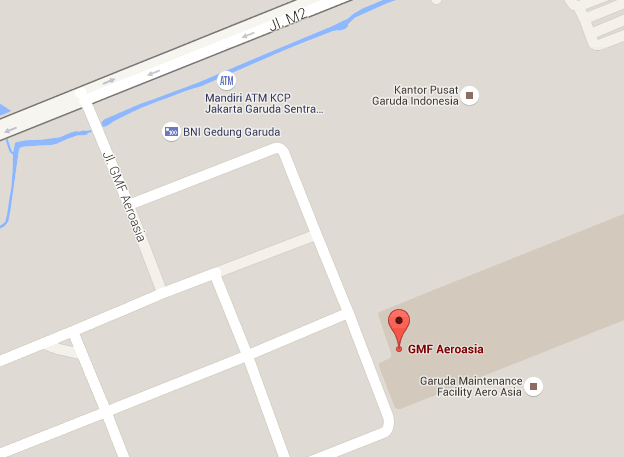 Jl. M2
ATM
Mandiri ATM KCP
Jakarta Garuda Sentra...
Kantor Pusat
Garuda Indonesia
BNI Gedung Garuda
Jl. GMF Aeroasia
GMF Aeroasia
Garuda Maintenance
Facility Aero Asia